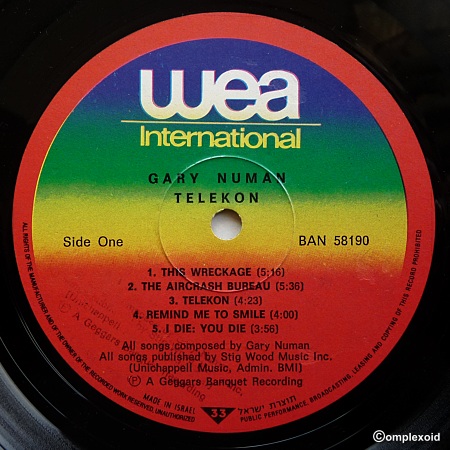 wea
International
GARY NUMAN
TELEKON
Side One
BAN 58190
1. THIS WRECKAGE (5:16)
2. THE AIRCRASH BUREAU (5:36)
3. TELEKON (4:23)
4. REMIND ME TO SMILE (4:00)
5. I DIE: YOU DIE (3:56)
All songs composed by Gary Numan
All songs published by Stig Wood Music Inc.
(Unichappell Music, Admin. BMI)
A Geggars Banquet Recording
MADE IN ISRAEL
33
תוצרת ישראל
ALL RIGHTS OF THE MANUFACTURER AND OF THE OWNER OF THE RECORDED WORK RESERVED. UNAUTHORIZED
PUBLIC PERFORMANCE, BROADCASTING, LEASING AND COPYING OF THIS RECORD PROHIBITED
©omplexoid